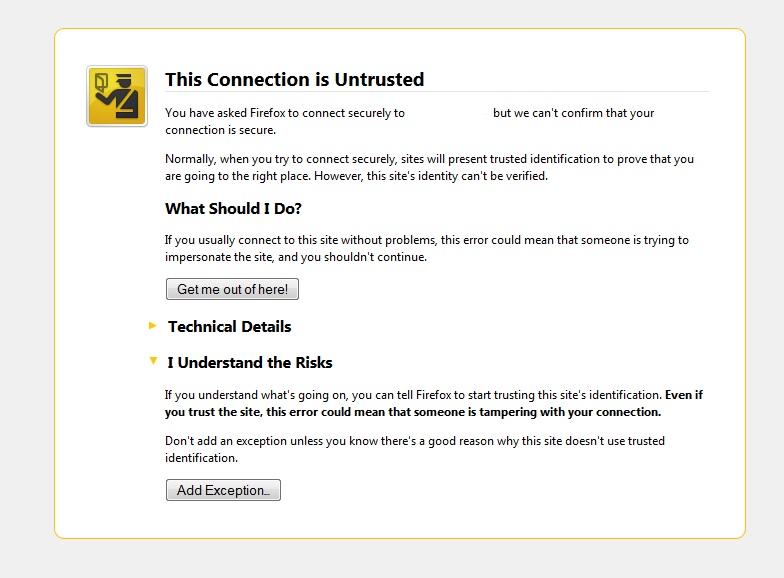 This Connection is Untrusted
You have asked Firefox to connect securely to but we can't confirm that your
connection is secure.
Normally, when you try to connect securely, sites will present trusted identification to prove that you
are going to the right place. However, this site's identity can't be verified.
What Should I Do?
If you usually connect to this site without problems, this error could mean that someone is trying to
impersonate the site, and you shouldn't continue.
Get me out of here!
Technical Details
I Understand the Risks
If you understand what's going on, you can tell Firefox to start trusting this site's identification. Even if
you trust the site, this error could mean that someone is tampering with your connection.
Don't add an exception unless you know there's a good reason why this site doesn't use trusted
identification.
Add Exception...